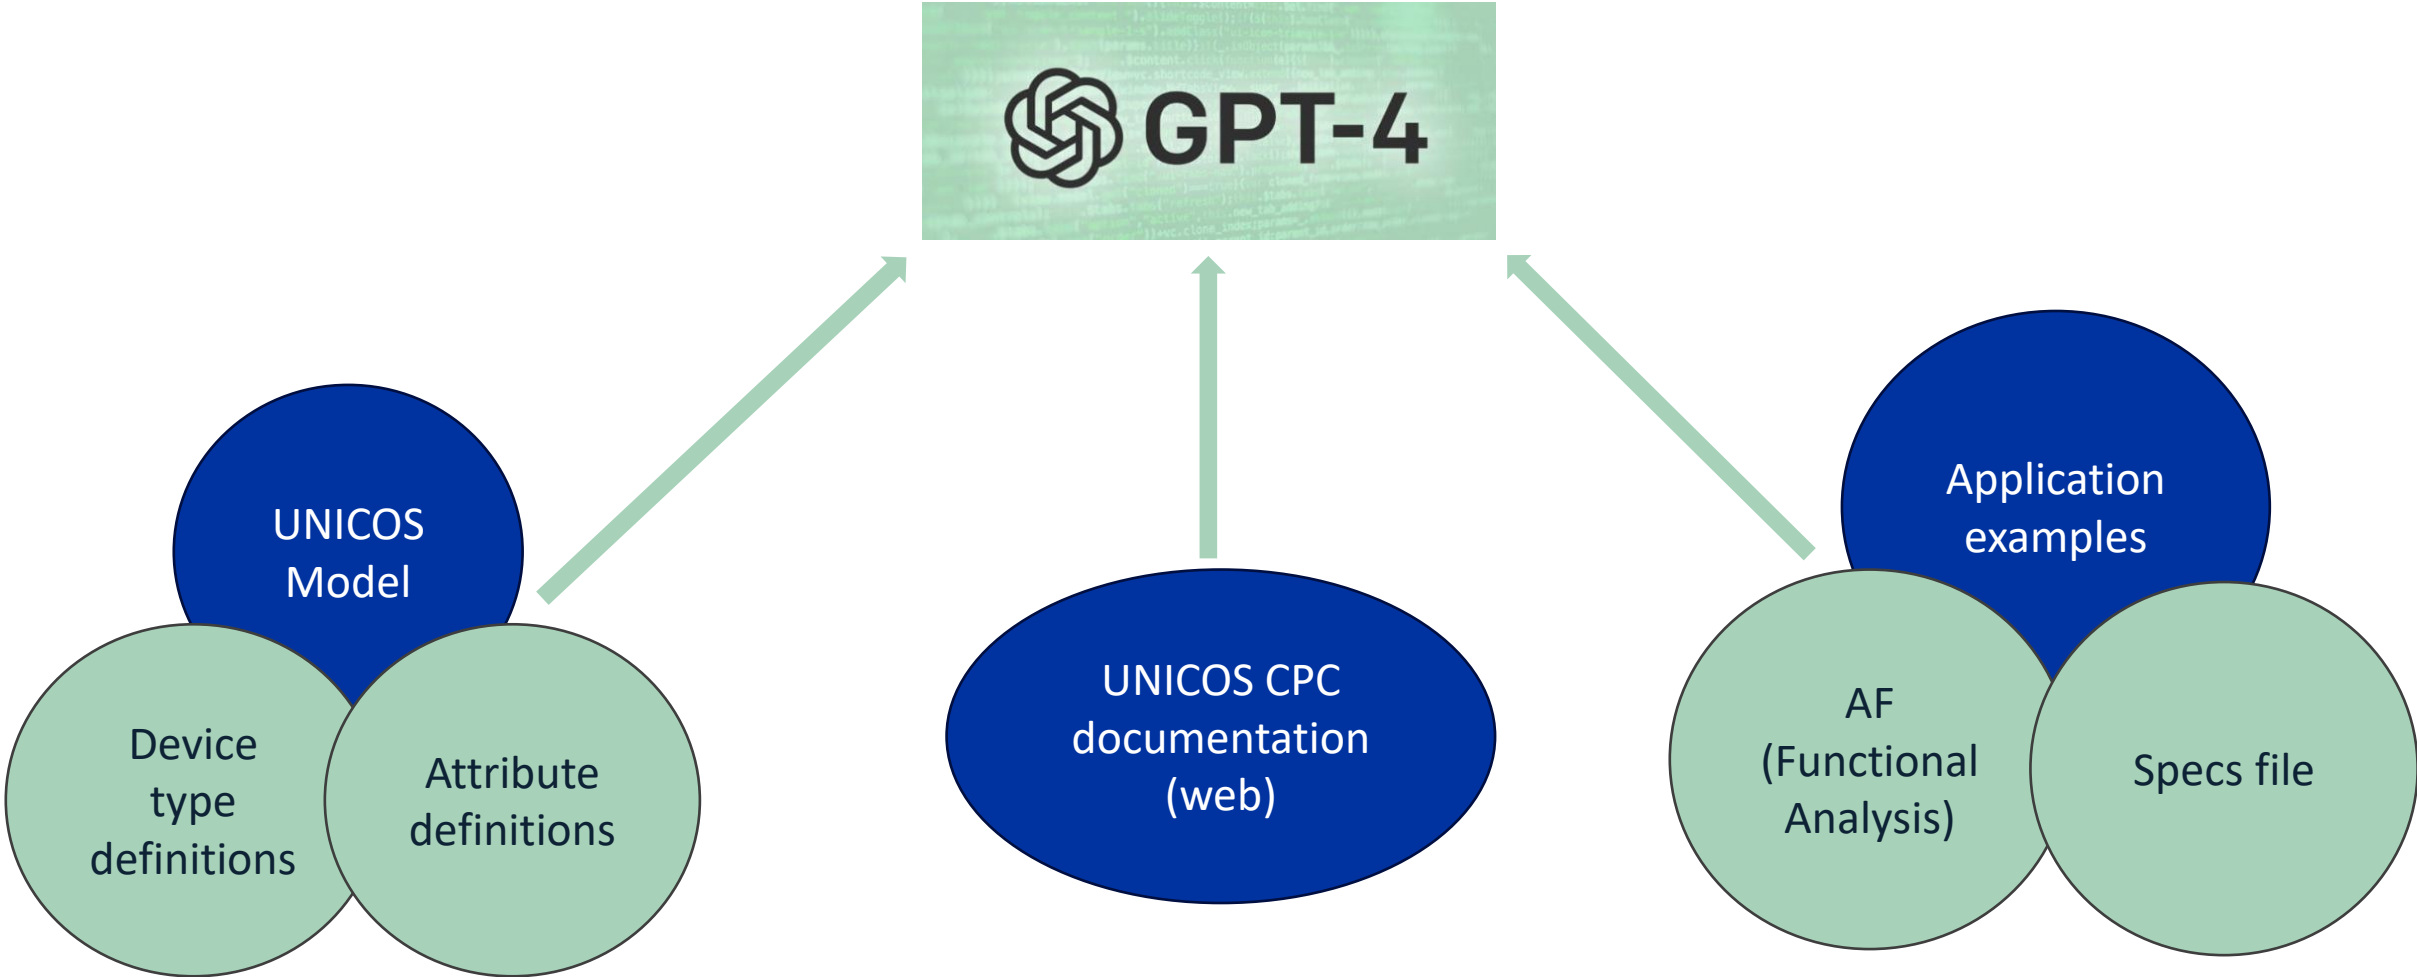 GPT-4
UNICOS
Model
Device
type
definitions
Attribute
definitions
UNICOS CPC
documentation
(web)
Application
examples
AF
(Functional
Analysis)
Specs file